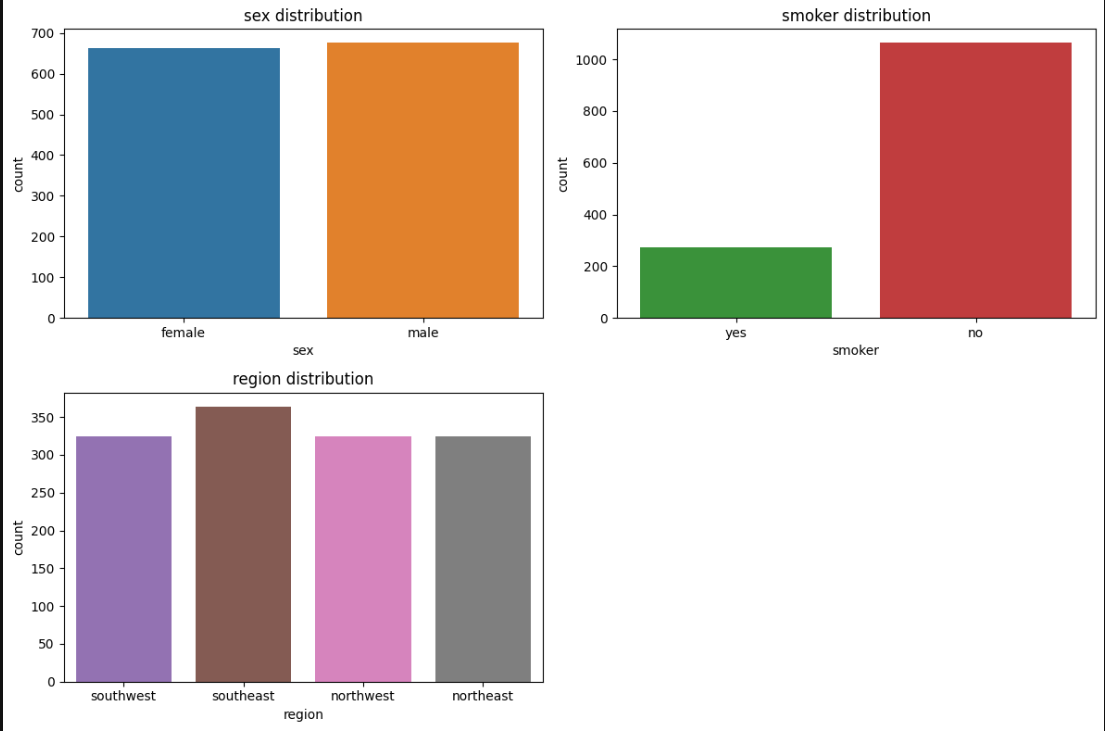 sex distribution
700
600
500
400
300
200
100
0
count
female male
sex
smoker distribution
1000
800
600
400
200
0
count
yes no
smoker
region distribution
350
300
250
200
150
100
50
0
count
southwest southeast northwest northeast
region